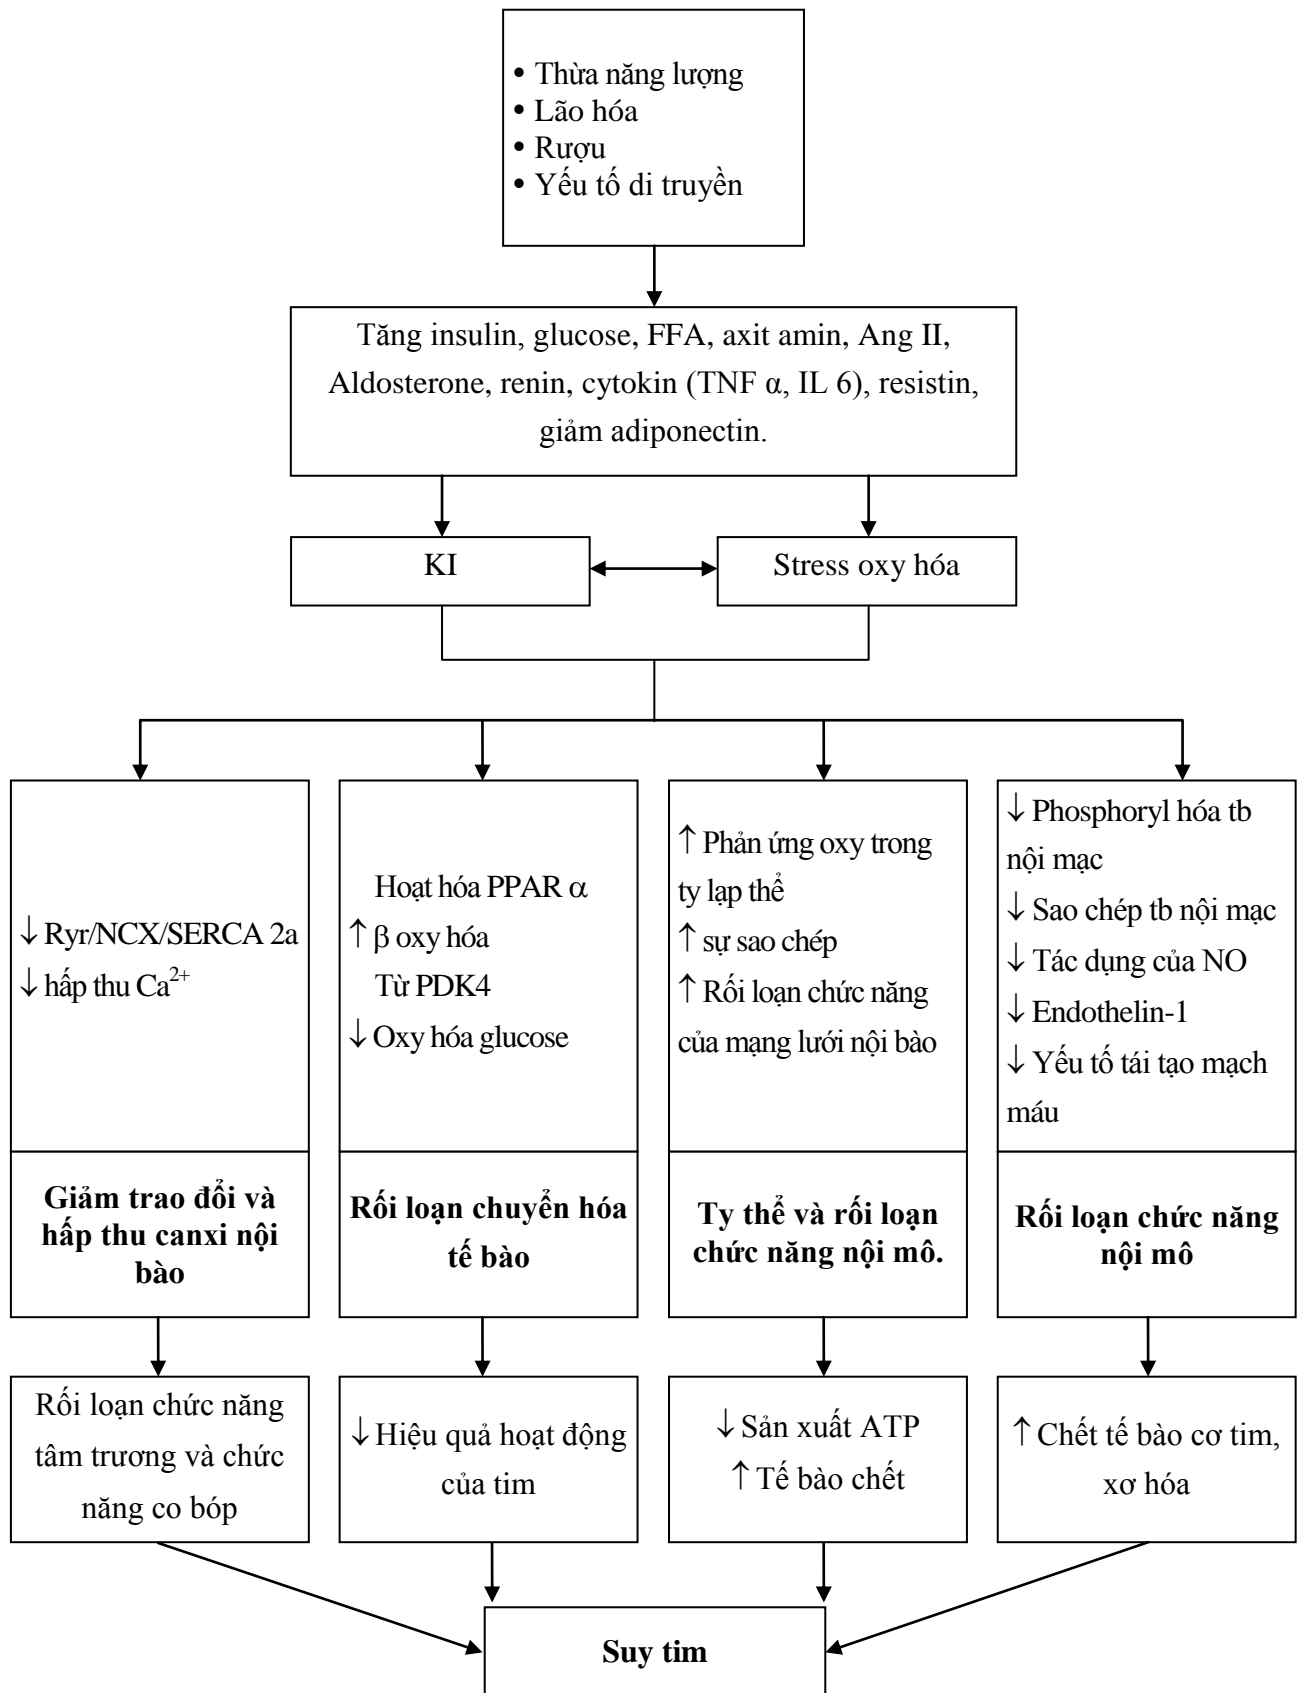 • Thừa năng lượng
• Lão hóa
• Rượu
• Yếu tố di truyền
Tăng insulin, glucose, FFA, axit amin, Ang II,
Aldosterone, renin, cytokin (TNF α, IL 6), resistin,
giảm adiponectin.
KI
Stress oxy hóa
↓ Ryr/NCX/SERCA 2a
↓ hấp thu Ca²⁺
Giảm trao đổi và
hấp thu canxi nội
bào
Rối loạn chức năng
tâm trương và chức
năng co bóp
Hoạt hóa PPAR α
↑ β oxy hóa
Từ PDK4
↓ Oxy hóa glucose
Rối loạn chuyển hóa
tế bào
↓ Hiệu quả hoạt động
của tim
↑ Phản ứng oxy trong
ty lạp thể
↑ sự sao chép
↑ Rối loạn chức năng
của mạng lưới nội bào
Ty thể và rối loạn
chức năng nội mô.
↓ Sản xuất ATP
↑ Tế bào chết
↓ Phosphoryl hóa tb
nội mạc
↓ Sao chép tb nội mạc
↓ Tác dụng của NO
↓ Endothelin-1
↓ Yếu tố tái tạo mạch
máu
Rối loạn chức năng
nội mô
↑ Chết tế bào cơ tim,
xơ hóa
Suy tim